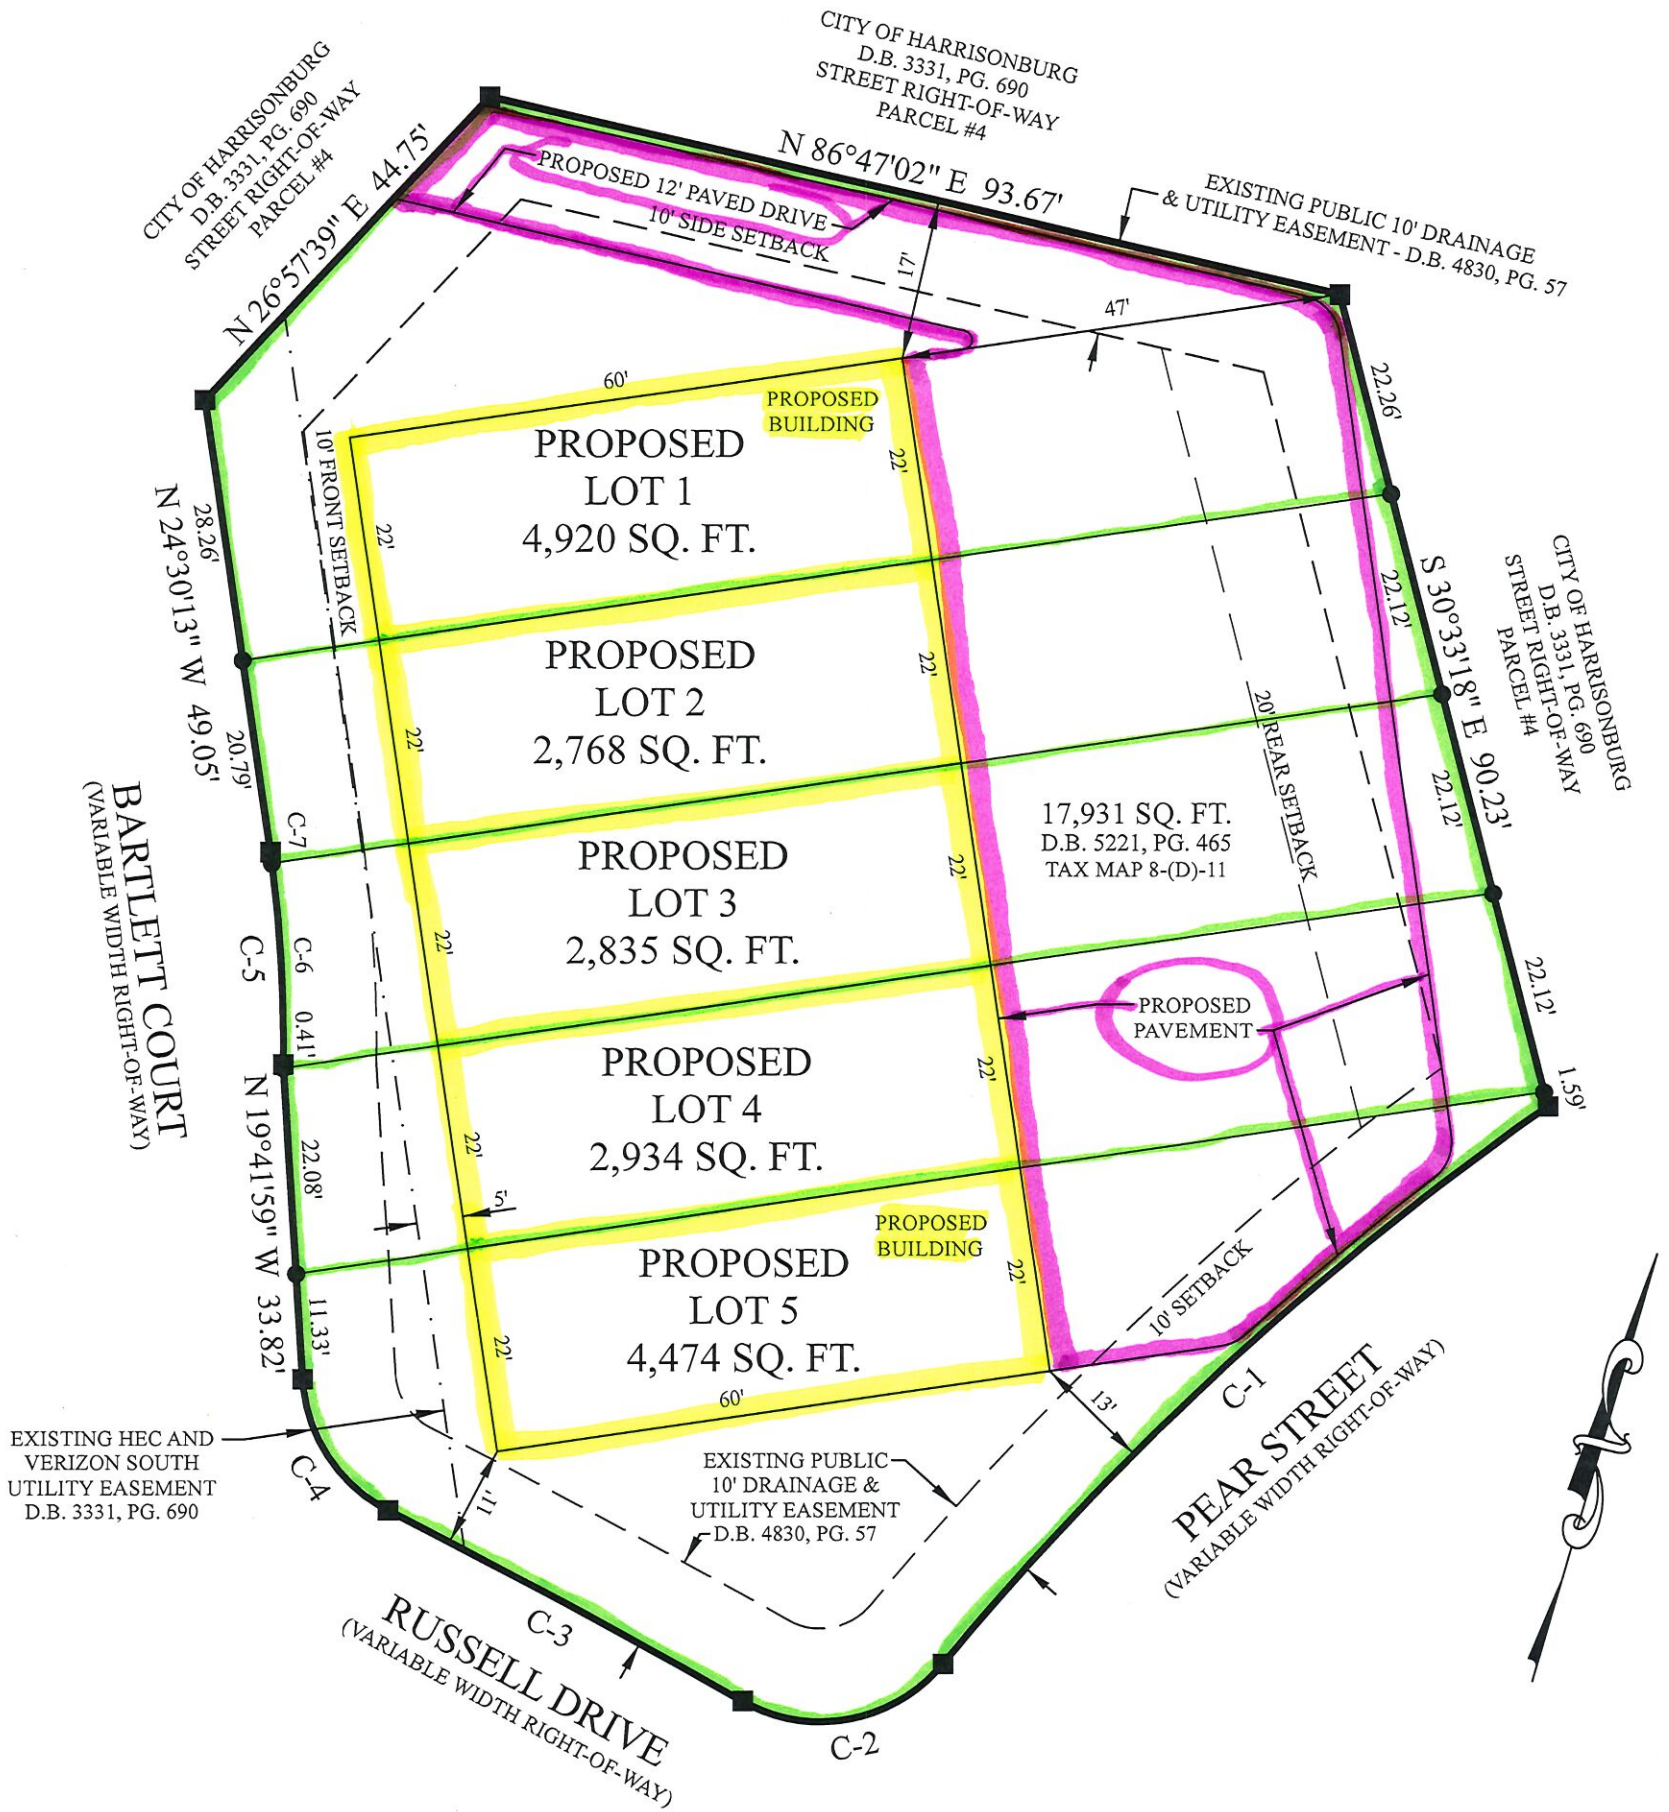 CITY OF HARRISONBURG
D.B. 3331, PG. 690
STREET RIGHT-OF-WAY
PARCEL #4
CITY OF HARRISONBURG
D.B. 3331, PG. 690
STREET RIGHT-OF-WAY
PARCEL #4
N 26°57'39" E 44.75'
N 86°47'02" E 93.67'
EXISTING PUBLIC 10' DRAINAGE
& UTILITY EASEMENT - D.B. 4830, PG. 57
PROPOSED 12' PAVED DRIVE
10' SIDE SETBACK
17'
47'
60'
PROPOSED
BUILDING
22.26'
10' FRONT SETBACK
PROPOSED
LOT 1
4,920 SQ. FT.
22'
22'
28.26'
N 24°30'13" W 49.05'
20.79'
22.12'
S 30°33'18" E 90.23'
CITY OF HARRISONBURG
D.B. 3331, PG. 690
STREET RIGHT-OF-WAY
PARCEL #4
PROPOSED
LOT 2
2,768 SQ. FT.
22'
22'
20' REAR SETBACK
22.12'
BARTLETT COURT
(VARIABLE WIDTH RIGHT-OF-WAY)
C-7
C-5
C-6
0.41'
PROPOSED
LOT 3
2,835 SQ. FT.
22'
22'
17,931 SQ. FT.
D.B. 5221, PG. 465
TAX MAP 8-(D)-11
PROPOSED
PAVEMENT
22.12'
1.59'
PROPOSED
LOT 4
2,934 SQ. FT.
22'
22'
N 19°41'59" W 33.82'
22.08'
11.33'
5'
PROPOSED
BUILDING
PROPOSED
LOT 5
4,474 SQ. FT.
22'
22'
60'
10' SETBACK
13'
C-1
PEAR STREET
(VARIABLE WIDTH RIGHT-OF-WAY)
EXISTING HEC AND
VERIZON SOUTH
UTILITY EASEMENT
D.B. 3331, PG. 690
C-4
11'
EXISTING PUBLIC
10' DRAINAGE &
UTILITY EASEMENT
D.B. 4830, PG. 57
C-3
RUSSELL DRIVE
(VARIABLE WIDTH RIGHT-OF-WAY)
C-2